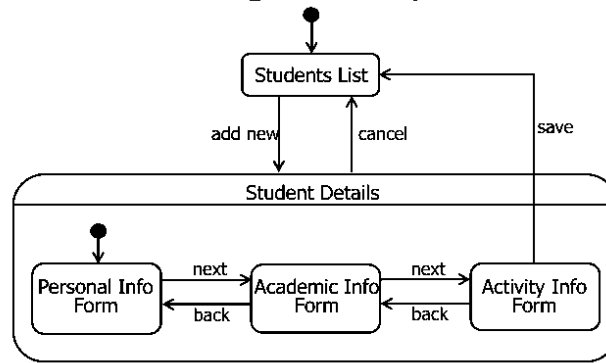 Students List
add new
cancel
save
Student Details
next
next
Personal Info
Form
Academic Info
Form
Activity Info
Form
back
back